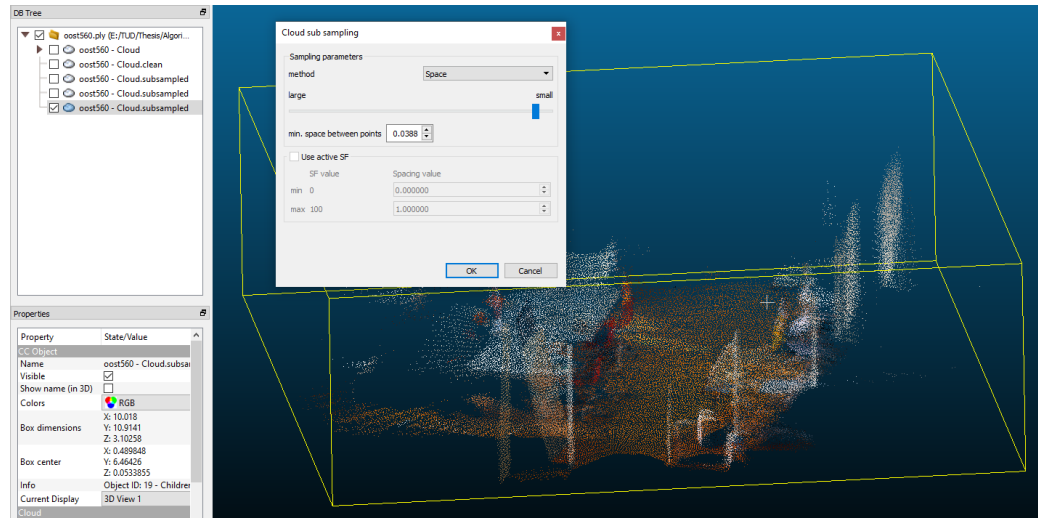 DB Tree
oost560.ply (E:/TUD/Thesis/Algori...
oost560 - Cloud
oost560 - Cloud.clean
oost560 - Cloud.subsampled
oost560 - Cloud.subsampled
oost560 - Cloud.subsampled
Cloud sub sampling
x
Sampling parameters
method Space
large small
min. space between points 0.0388
Use active SF
SF value Spacing value
min 0 0.000000
max 100 1.000000
OK Cancel
Properties
Property State/Value
CC Object
Name oost560 - Cloud.subsa
Visible
Show name (in 3D)
Colors RGB
Box dimensions X: 10.018
Y: 10.9141
Z: 3.10258
Box center X: 0.489848
Y: 6.46426
Z: 0.0533855
Info Object ID: 19 - Childre
Current Display 3D View 1
Cloud